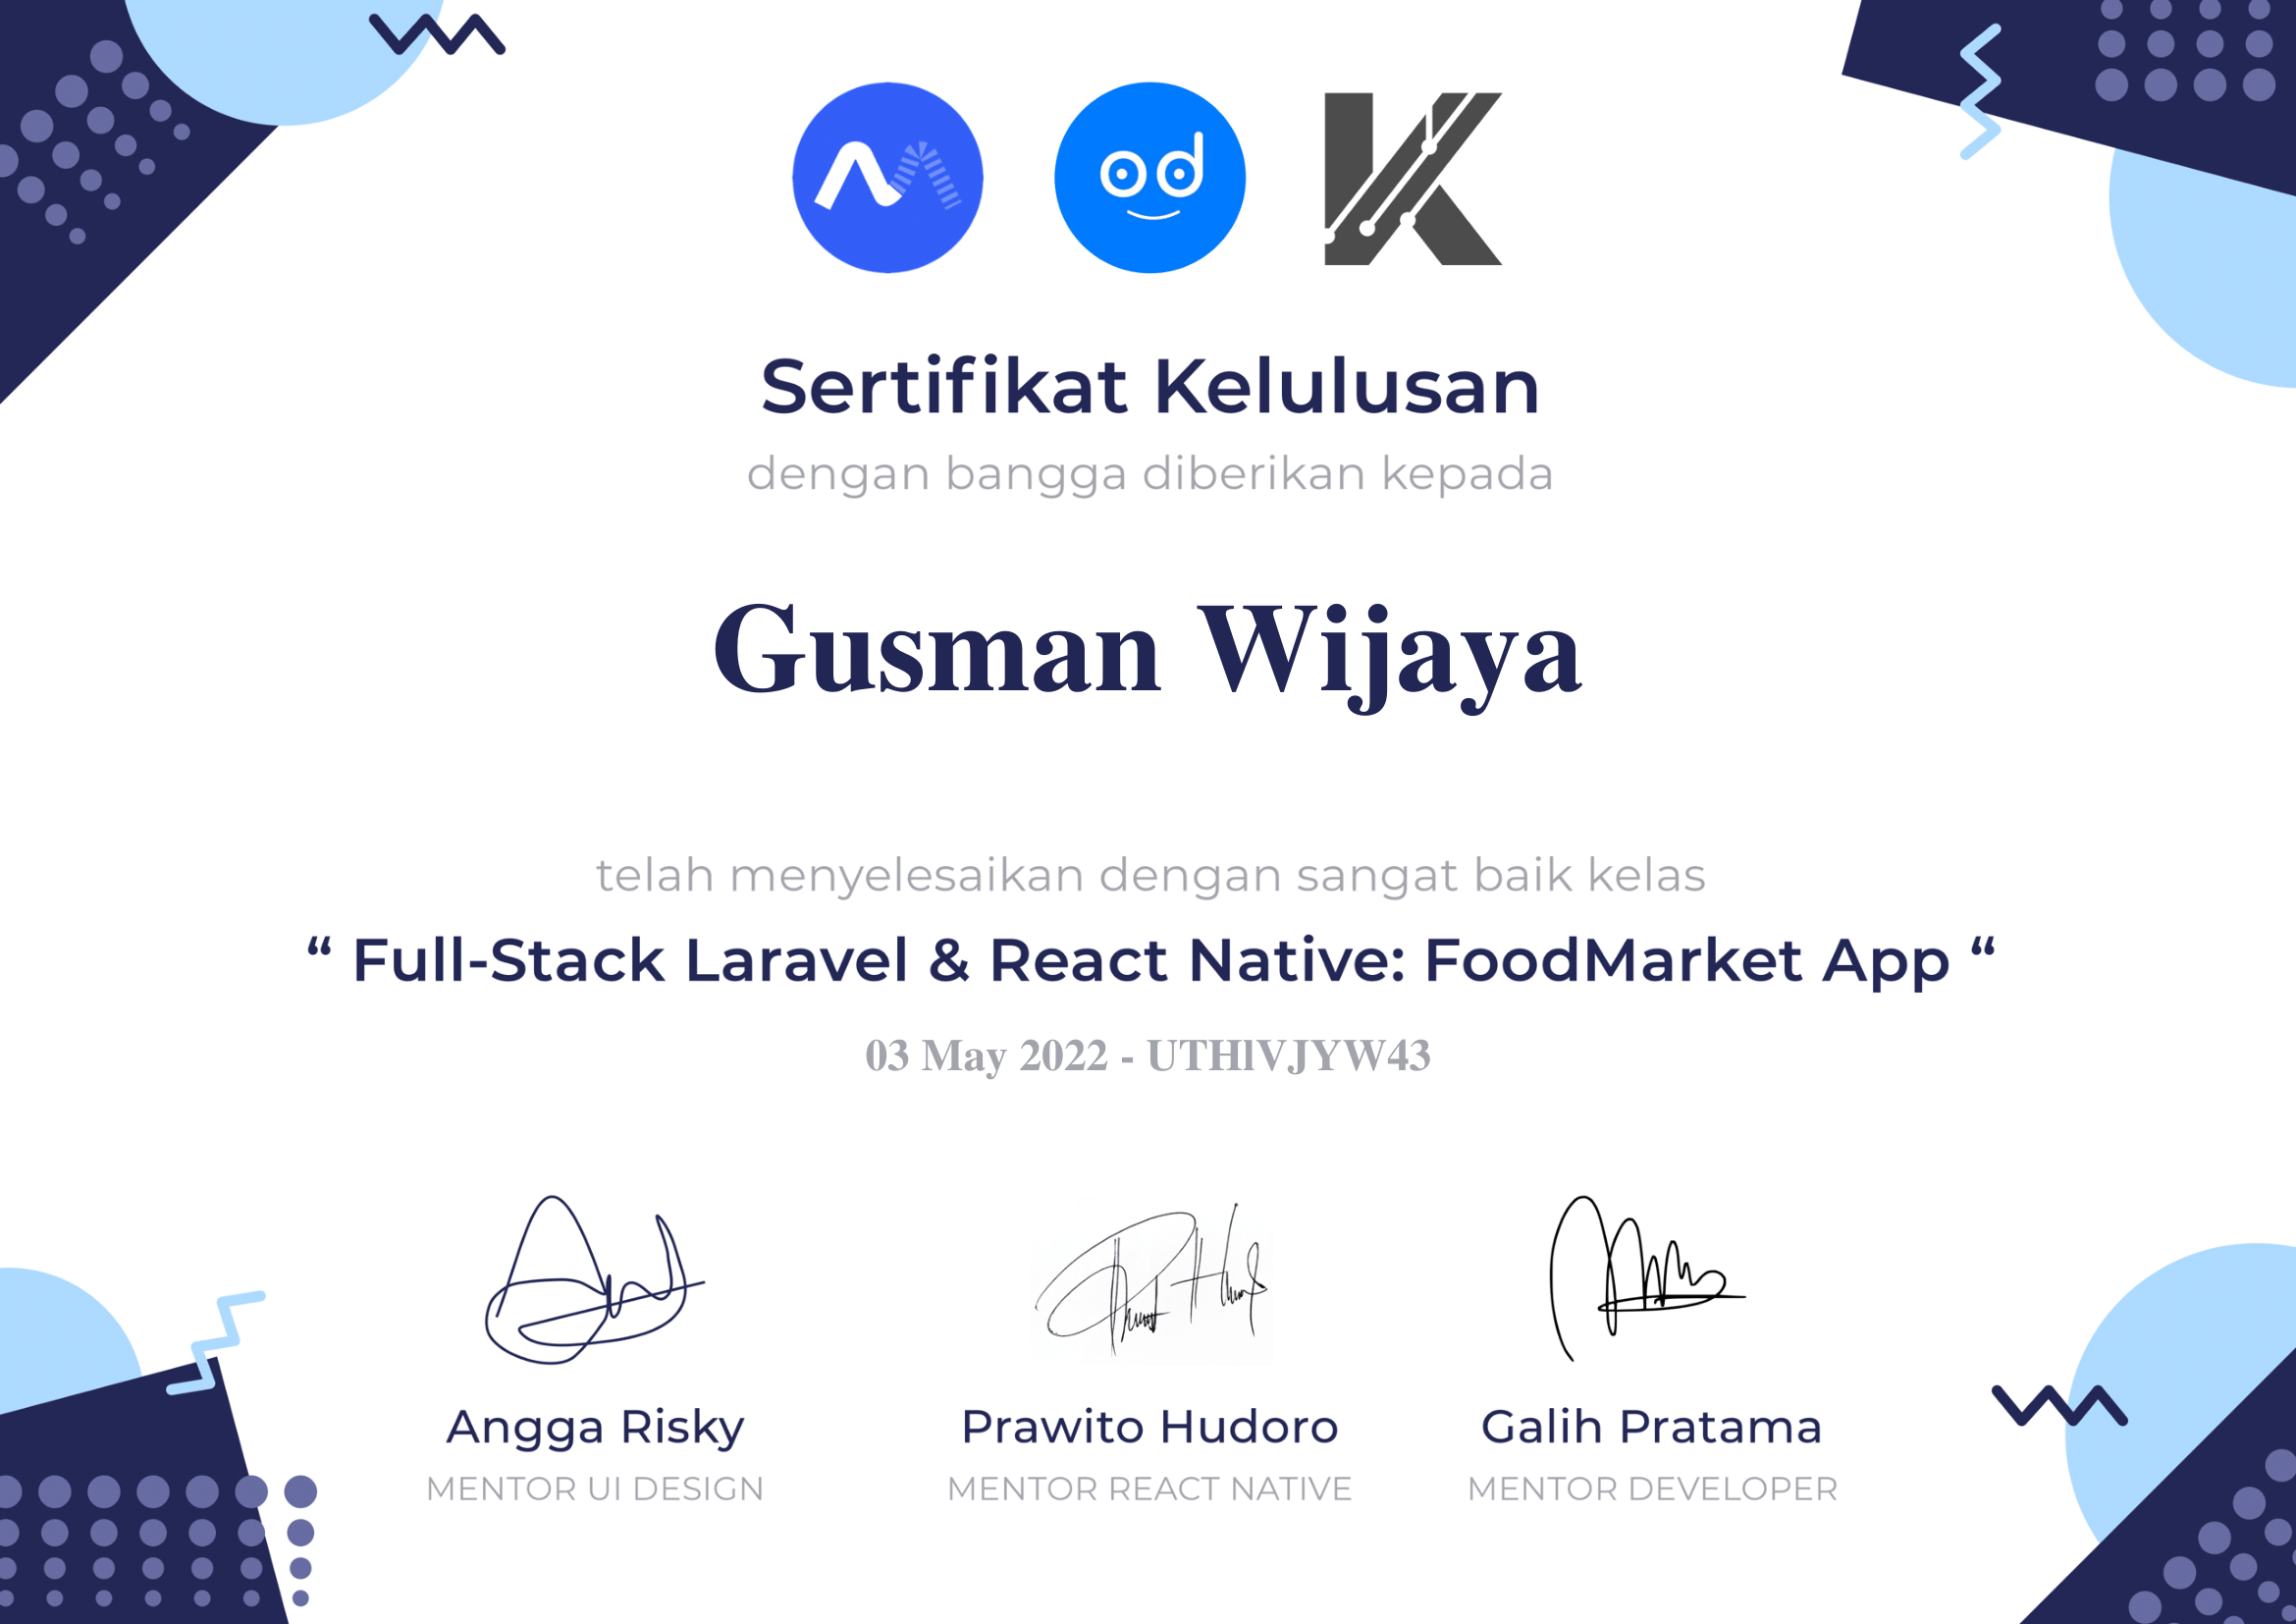 Sertifikat Kelulusan
dengan bangga diberikan kepada
Gusman Wijaya
telah menyelesaikan dengan sangat baik kelas
“ Full-Stack Laravel & React Native: FoodMarket App “
03 May 2022 - UTHIWJYW43
Angga Risky
MENTOR UI DESIGN
Prawito Hudoro
MENTOR REACT NATIVE
Galih Pratama
MENTOR DEVELOPER